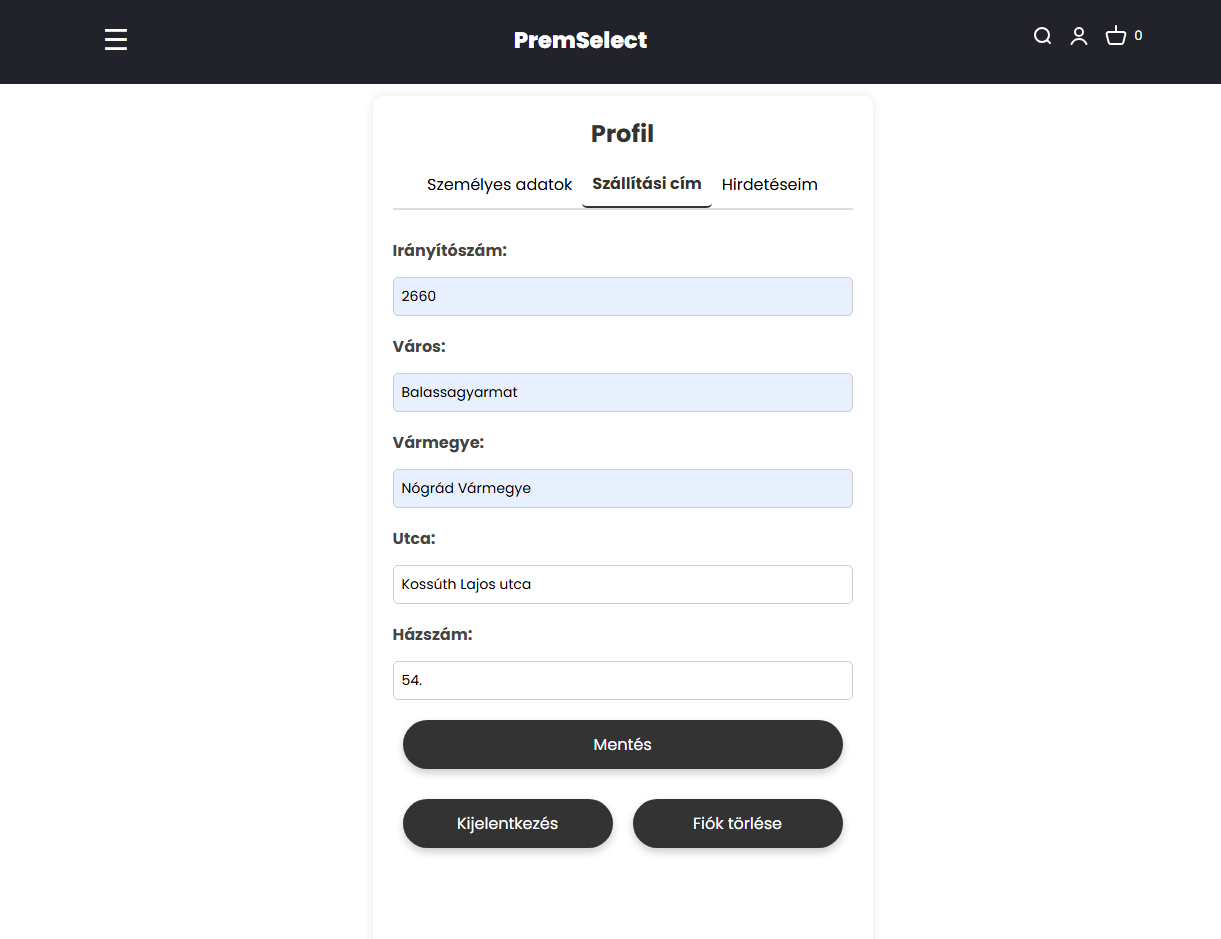 PremSelect
0
Profil
Személyes adatok Szállítási cím Hirdetéseim
Irányítószám:
2660
Város:
Balassagyarmat
Vármegye:
Nógrád Vármegye
Utca:
Kossúth Lajos utca
Házszám:
54.
Mentés
Kijelentkezés Fiók törlése